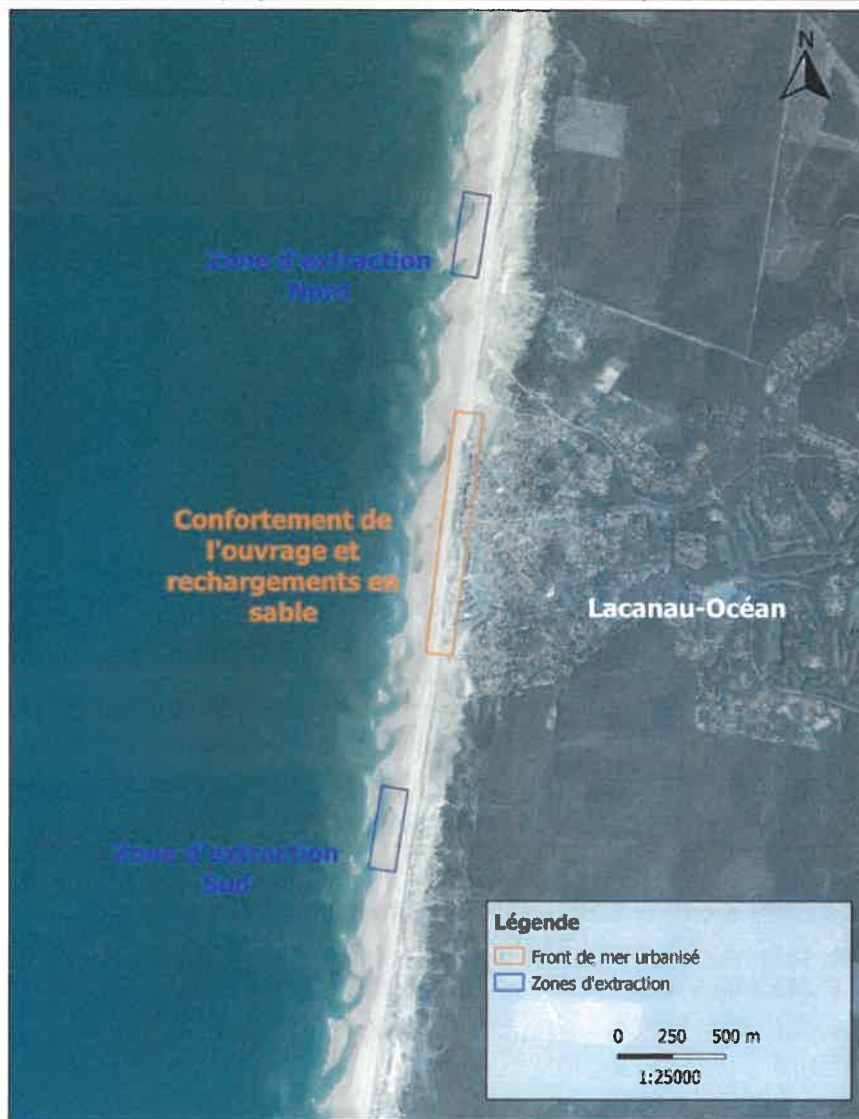 N
Zone d'extraction
Nord
Confortement de
l'ouvrage et
rechargements en
sable
Lacanau-Océan
Zone d'extraction
Sud
Légende
Front de mer urbanisé
Zones d'extraction
0 250 500 m
1:25000